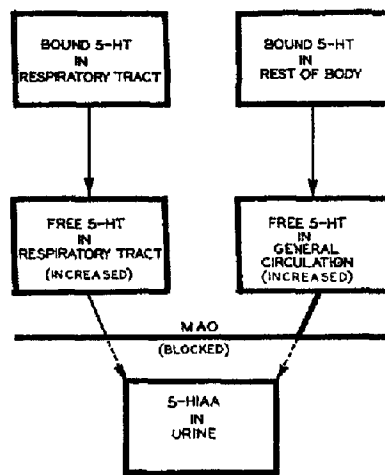 BOUND 5-HT
IN
RESPIRATORY TRACT
BOUND 5-HT
IN
REST OF BODY
FREE 5-HT
IN
RESPIRATORY TRACT
(INCREASED)
FREE 5-HT
IN
GENERAL
CIRCULATION
(INCREASED)
MAO
(BLOCKED)
5-HIAA
IN
URINE